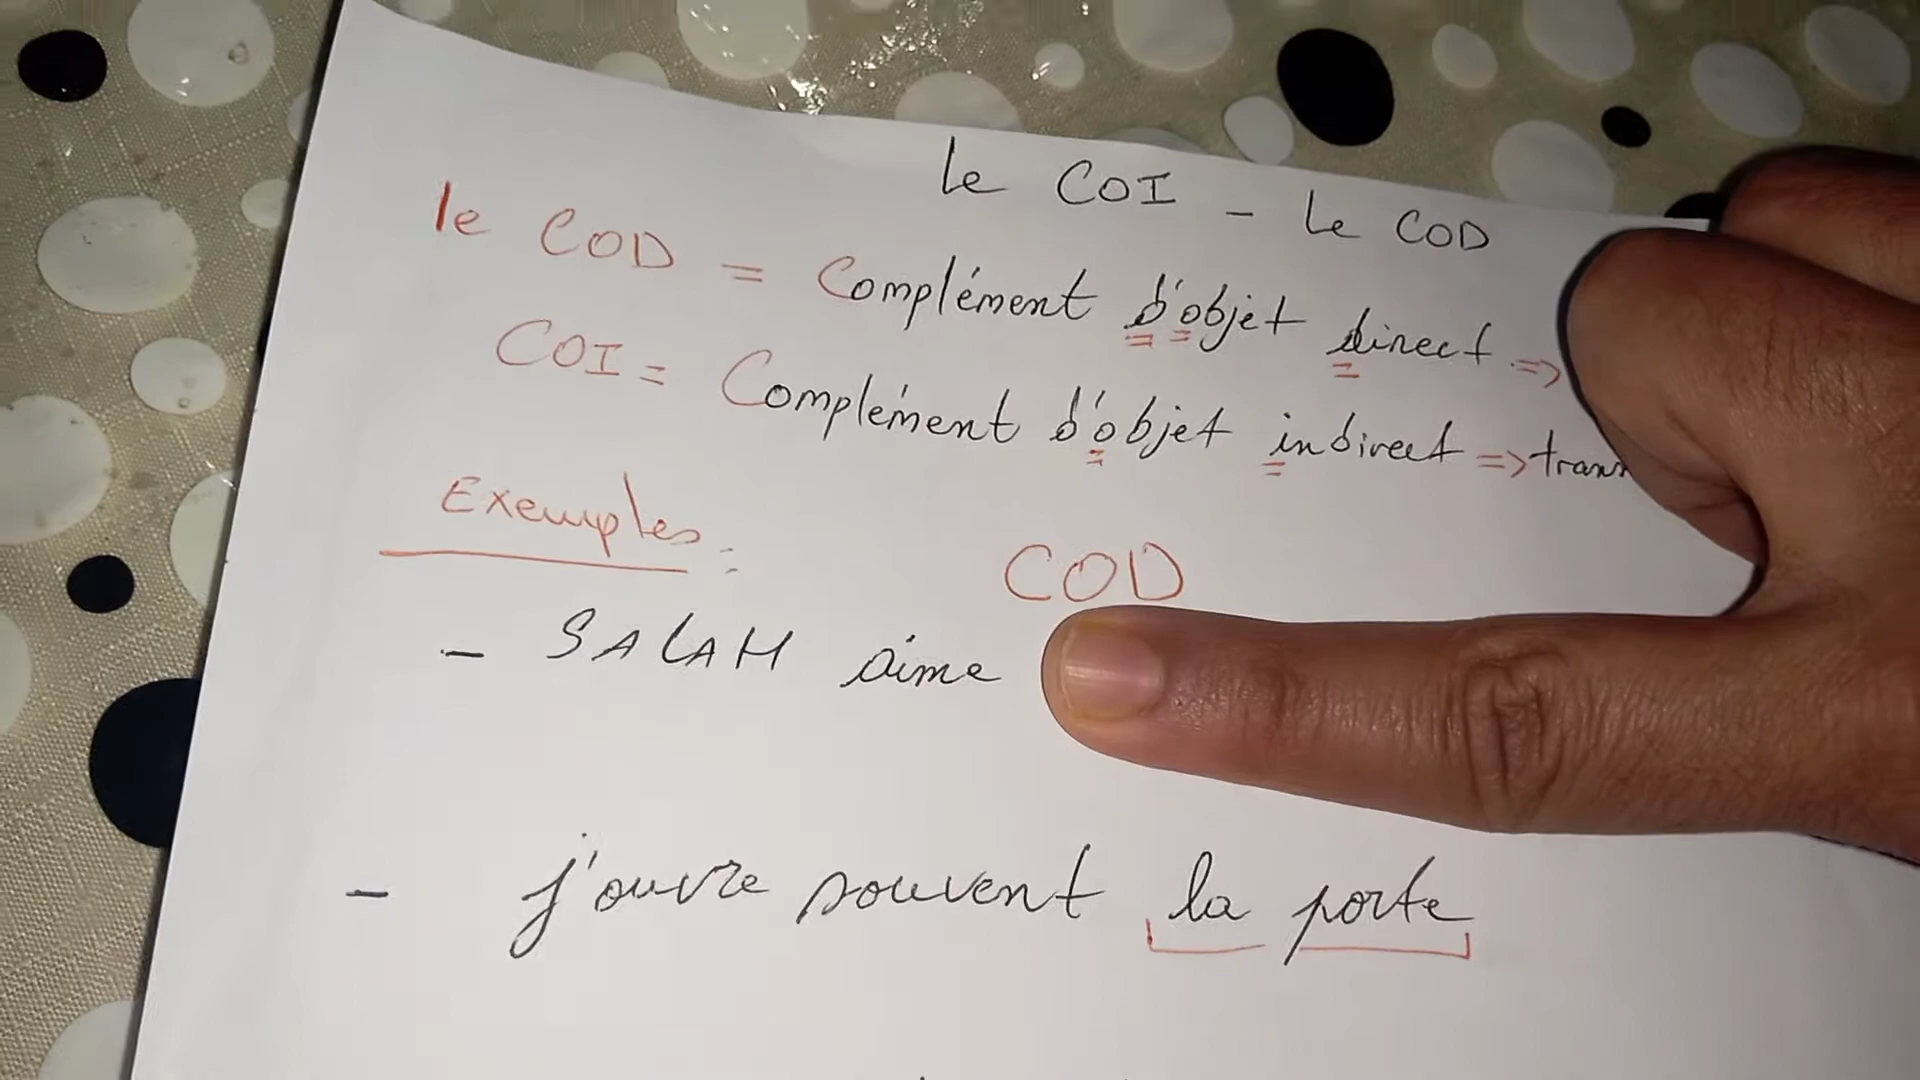 le COI - le COD
le COD = Complément d'objet direct =>
COI = Complément d'objet indirect =>
Exemples :
COD
- SALAH aime
- j'ouvre souvent la porte